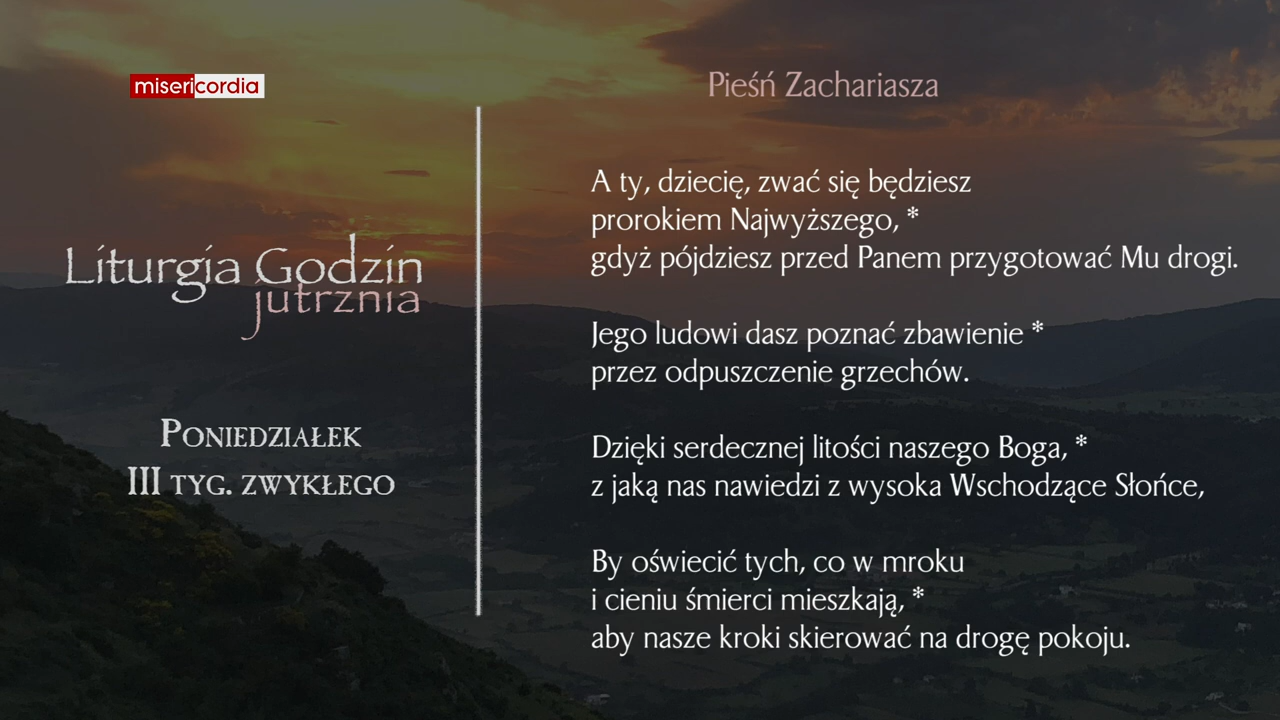 misericordia
Liturgia Godzin
jutrznia
Poniedziałek
III tyg. zwykłego
Pieśń Zachariasza
A ty, dziecię, zwać się będziesz
prorokiem Najwyższego, *
gdyż pójdziesz przed Panem przygotować Mu drogi.
Jego ludowi dasz poznać zbawienie *
przez odpuszczenie grzechów.
Dzięki serdecznej litości naszego Boga, *
z jaką nas nawiedzi z wysoka Wschodzące Słońce,
By oświecić tych, co w mroku
i cieniu śmierci mieszkają, *
aby nasze kroki skierować na drogę pokoju.